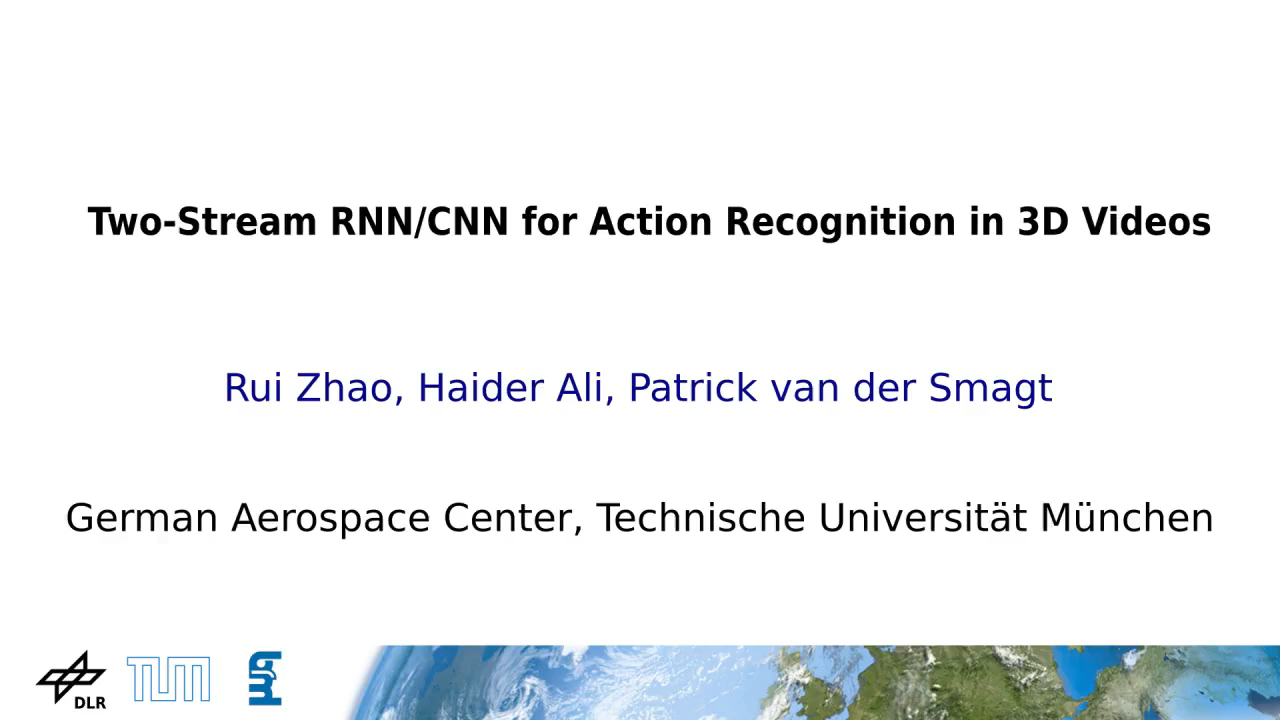 Two-Stream RNN/CNN for Action Recognition in 3D Videos
Rui Zhao, Haider Ali, Patrick van der Smagt
German Aerospace Center, Technische Universität München
DLR
TUM